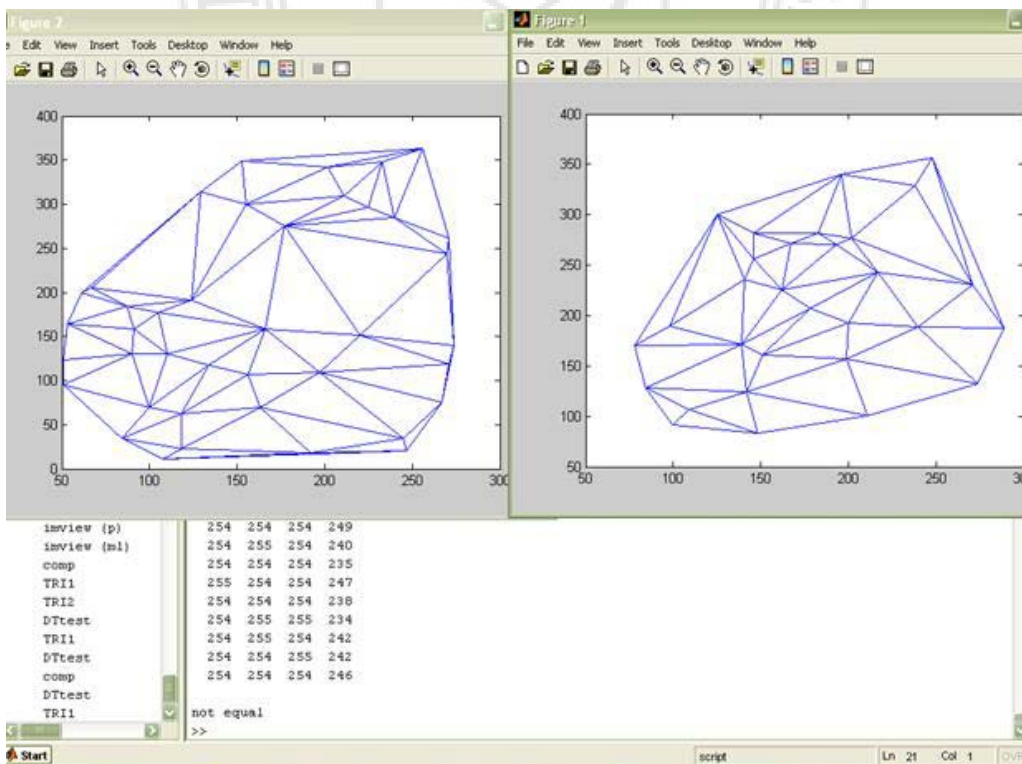 Figure 2
Edit View Insert Tools Desktop Window Help
400
350
300
250
200
150
100
50
0
50 100 150 200 250 300
Figure 1
File Edit View Insert Tools Desktop Window Help
400
350
300
250
200
150
100
50
50 100 150 200 250
imview (p)
imview (ml)
comp
TRI1
TRI2
DTtest
TRI1
DTtest
comp
DTtest
TRI1
254 254 254 249
254 255 254 240
254 254 254 235
255 254 254 247
254 254 254 238
254 255 255 234
254 255 254 242
254 254 255 242
254 254 254 246
not equal
>>
Start
script
Ln 21 Col 1